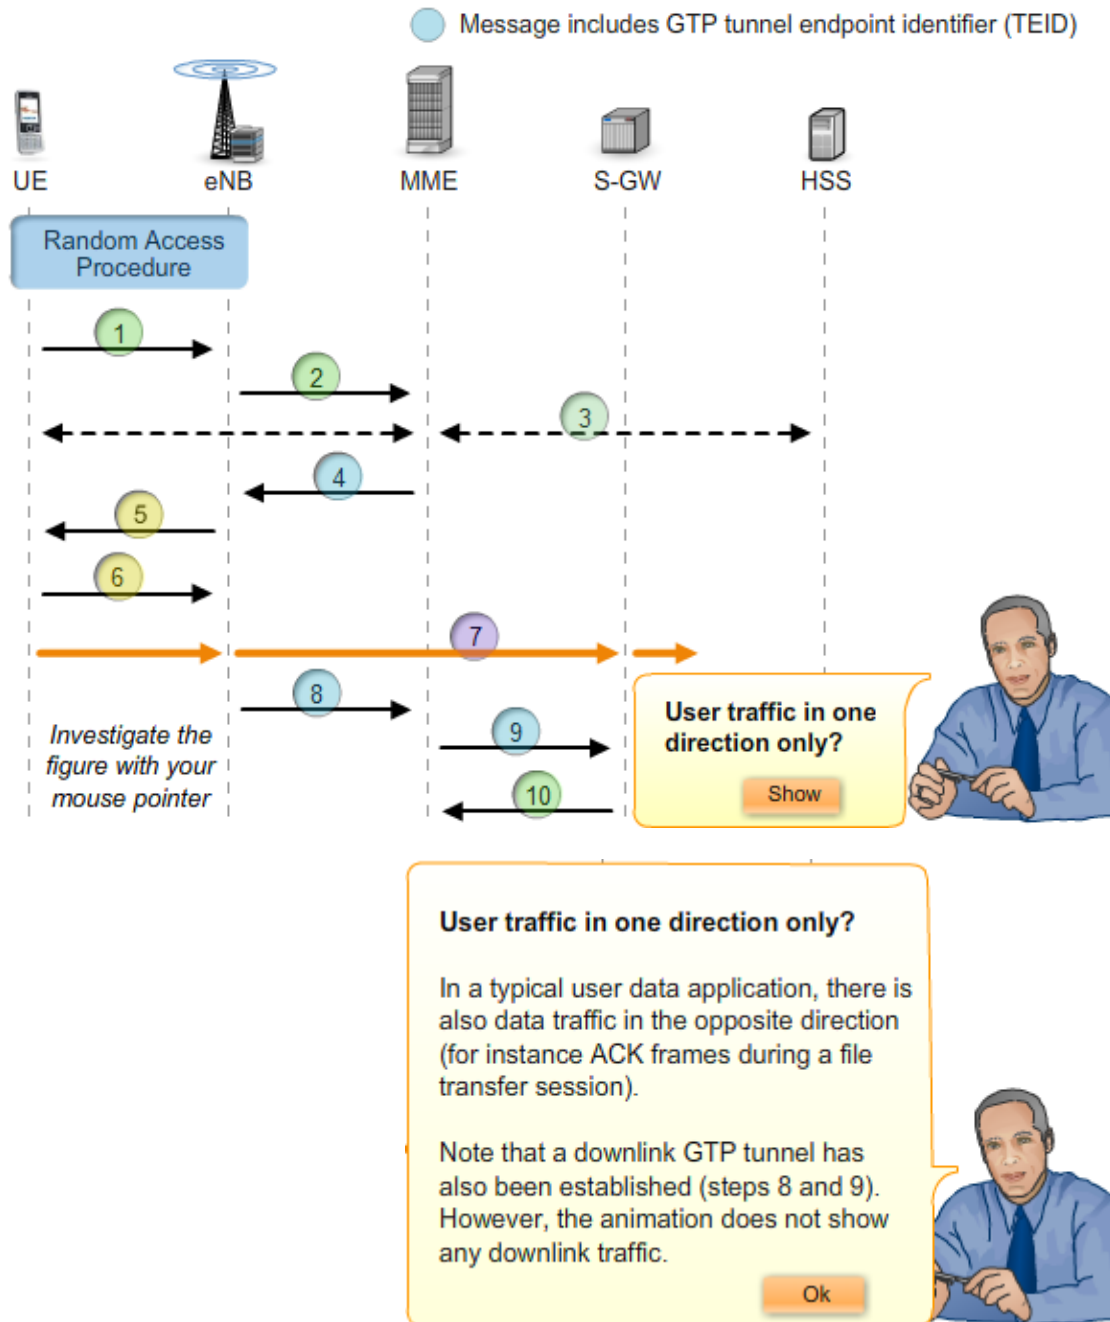 Message includes GTP tunnel endpoint identifier (TEID)
UE
eNB
MME
S-GW
HSS
Random Access
Procedure
1
2
3
4
5
6
7
8
9
10
Investigate the
figure with your
mouse pointer
User traffic in one
direction only?
Show
User traffic in one direction only?
In a typical user data application, there is
also data traffic in the opposite direction
(for instance ACK frames during a file
transfer session).
Note that a downlink GTP tunnel has
also been established (steps 8 and 9).
However, the animation does not show
any downlink traffic.
Ok